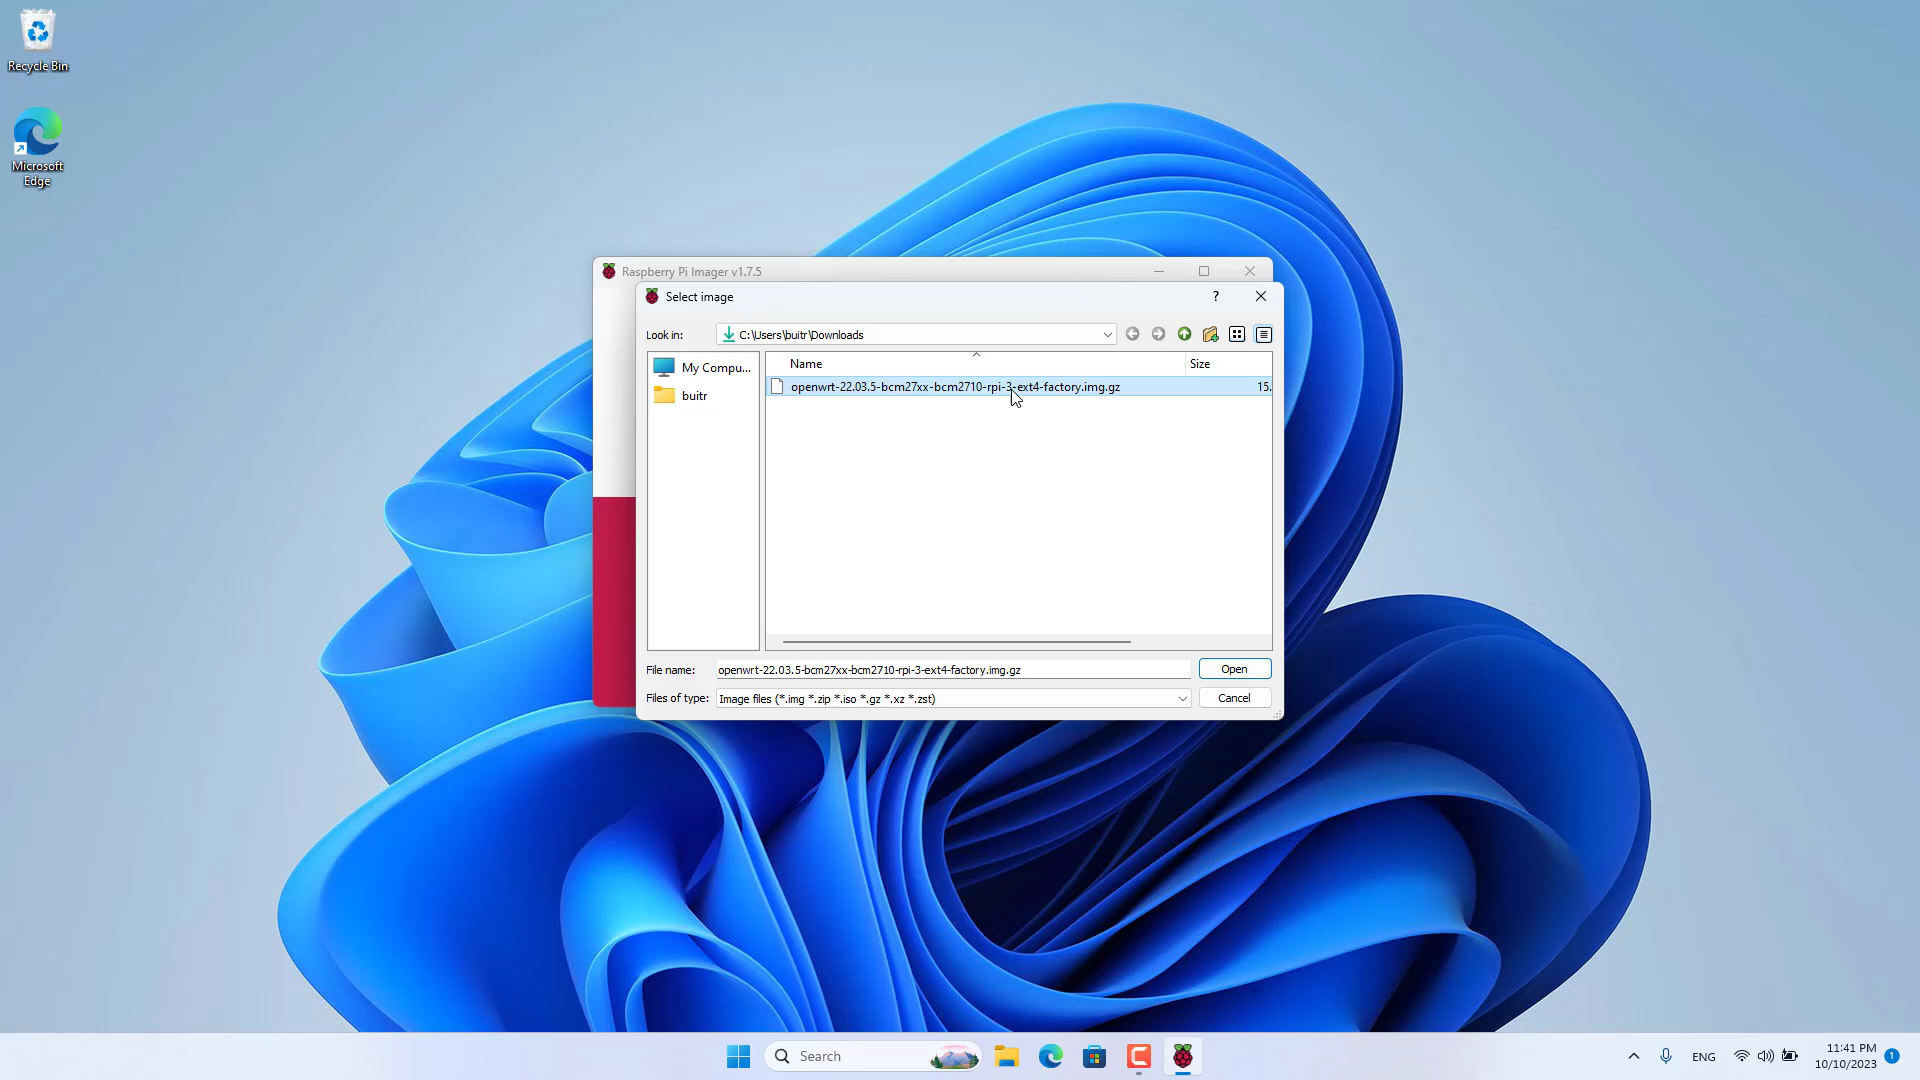 Recycle Bin
Microsoft
Edge
Raspberry Pi Imager v1.7.5
Select image
?
Look in:
C:\Users\buitr\Downloads
My Compu...
buitr
Name
Size
openwrt-22.03.5-bcm27xx-bcm2710-rpi-3-ext4-factory.img.gz
15.
File name:
openwrt-22.03.5-bcm27xx-bcm2710-rpi-3-ext4-factory.img.gz
Open
Files of type:
Image files (*.img *.zip *.iso *.gz *.xz *.zst)
Cancel
Search
ENG
11:41 PM
10/10/2023
1